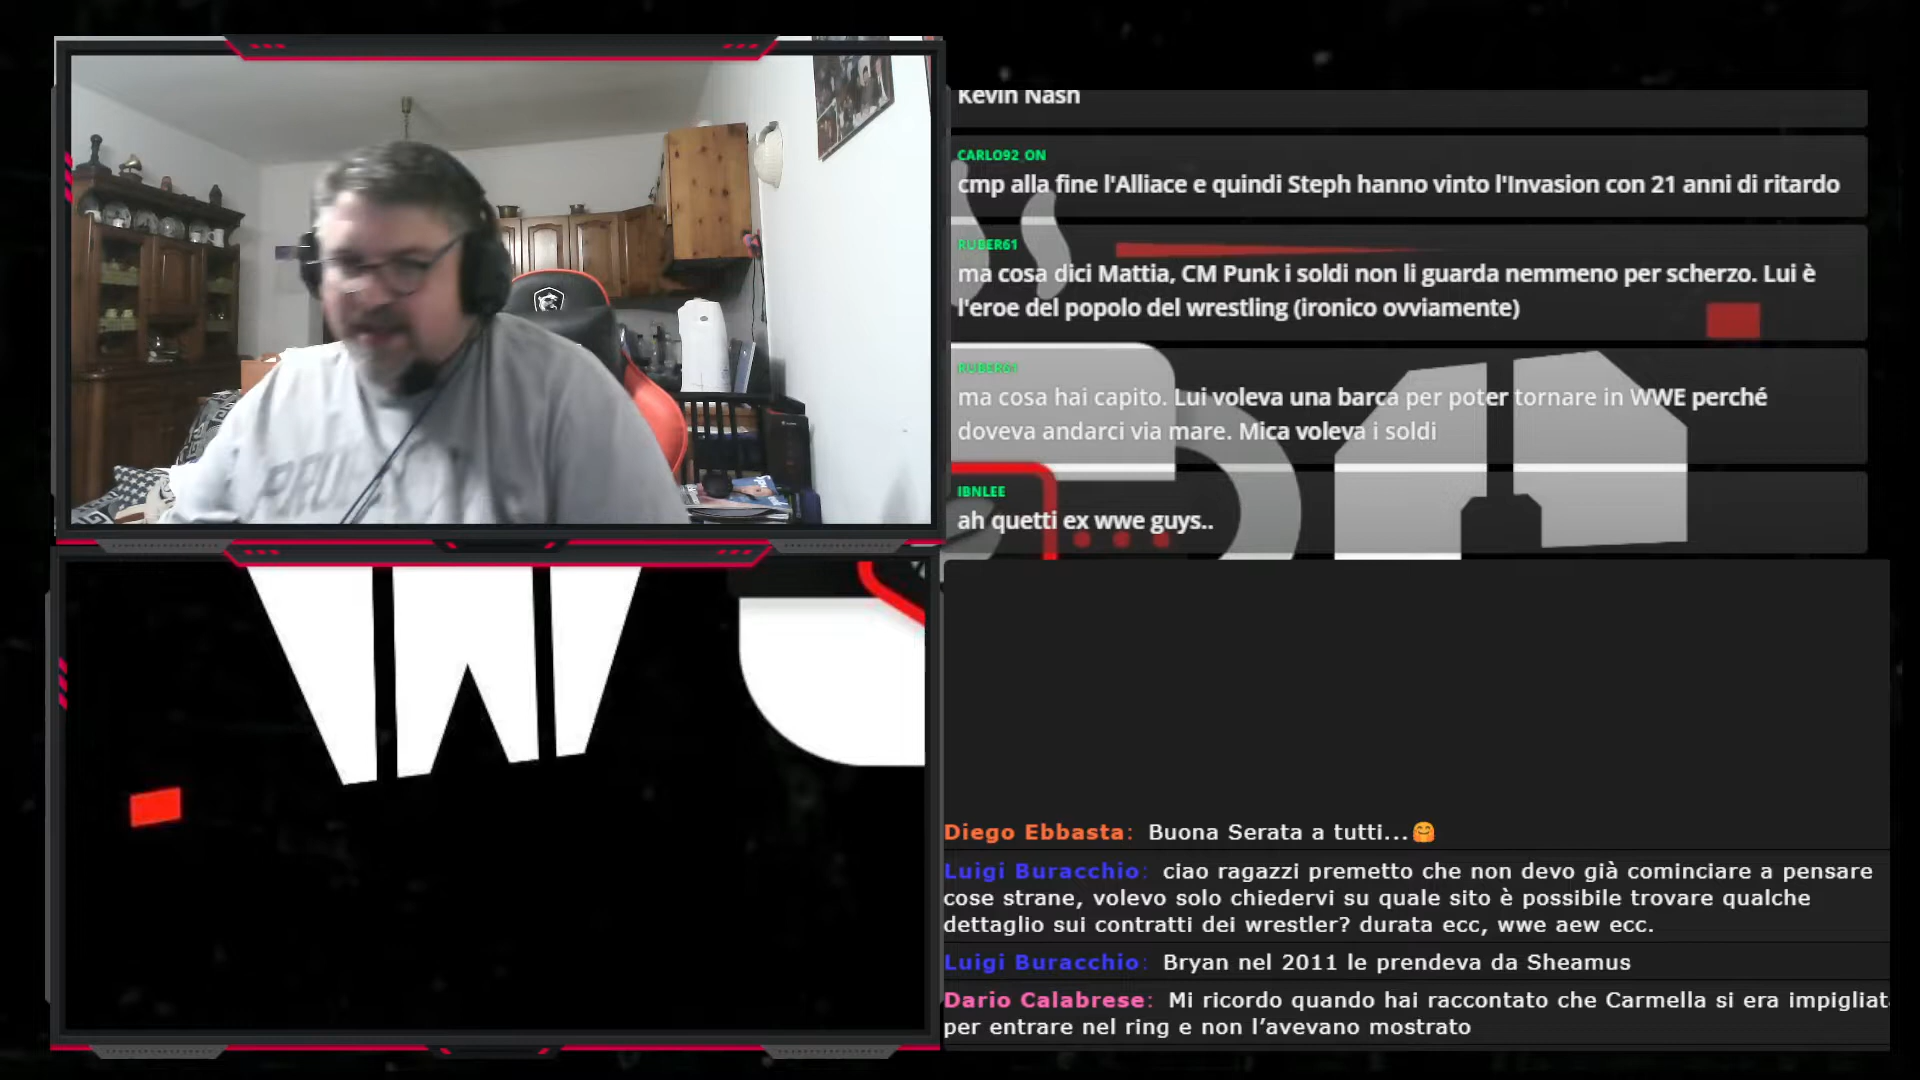 Kevin Nash
CARLO92_ON
cmp alla fine l'Alliace e quindi Steph hanno vinto l'Invasion con 21 anni di ritardo
RUBER61
ma cosa dici Mattia, CM Punk i soldi non li guarda nemmeno per scherzo. Lui è
l'eroe del popolo del wrestling (ironico ovviamente)
RUBER61
ma cosa hai capito. Lui voleva una barca per poter tornare in WWE perché
doveva andarci via mare. Mica voleva i soldi
IBNLEE
ah quetti ex wwe guys..
Diego Ebbasta: Buona Serata a tutti...🤗
Luigi Buracchio: ciao ragazzi premetto che non devo già cominciare a pensare
cose strane, volevo solo chiedervi su quale sito è possibile trovare qualche
dettaglio sui contratti dei wrestler? durata ecc, wwe aew ecc.
Luigi Buracchio: Bryan nel 2011 le prendeva da Sheamus
Dario Calabrese: Mi ricordo quando hai raccontato che Carmella si era impigliat
per entrare nel ring e non l’avevano mostrato